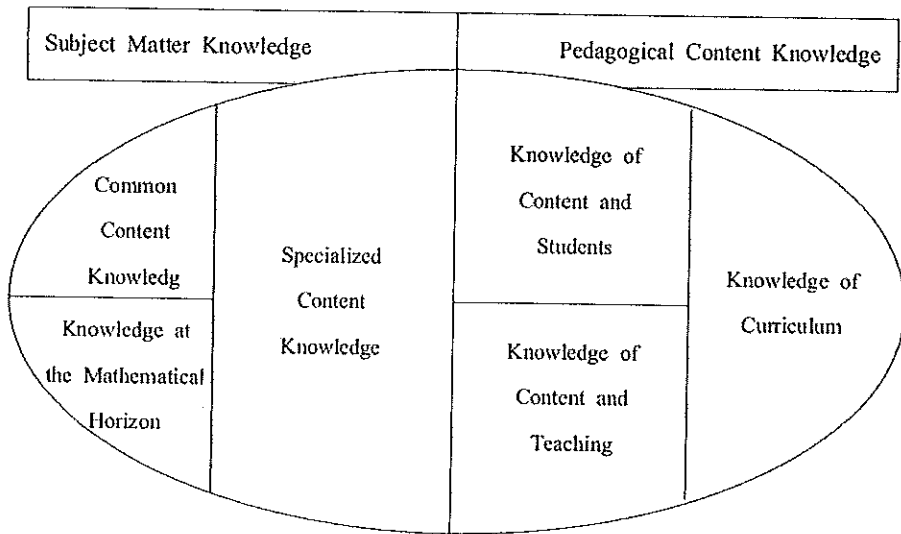 Subject Matter Knowledge
Pedagogical Content Knowledge
Common
Content
Knowledg
Knowledge at
the Mathematical
Horizon
Specialized
Content
Knowledge
Knowledge of
Content and
Students
Knowledge of
Content and
Teaching
Knowledge of
Curriculum